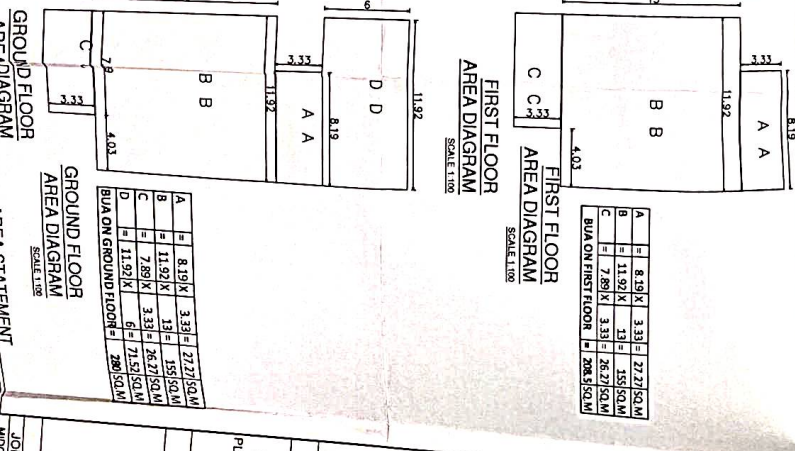 FIRST FLOOR
AREA DIAGRAM
SCALE 1:100
FIRST FLOOR
AREA DIAGRAM
SCALE 1:100
8.19
3.33
A A
11.92
B B
C C
3.33
4.03
A = 8.19 X 3.33 = 27.27 SQ.M
B = 11.92 X 13 = 155 SQ.M
C = 7.89 X 3.33 = 26.27 SQ.M
BUA ON FIRST FLOOR = 208.5 SQ.M
6
11.92
D D
3.33
8.19
A A
11.92
B B
C
3.33
4.03
GROUND FLOOR
AREA DIAGRAM
GROUND FLOOR
AREA DIAGRAM
SCALE 1:100
A = 8.19 X 3.33 = 27.27 SQ.M
B = 11.92 X 13 = 155 SQ.M
C = 7.89 X 3.33 = 26.27 SQ.M
D = 11.92 X 6 = 71.52 SQ.M
BUA ON GROUND FLOOR = 280 SQ.M
AREA STATEMENT